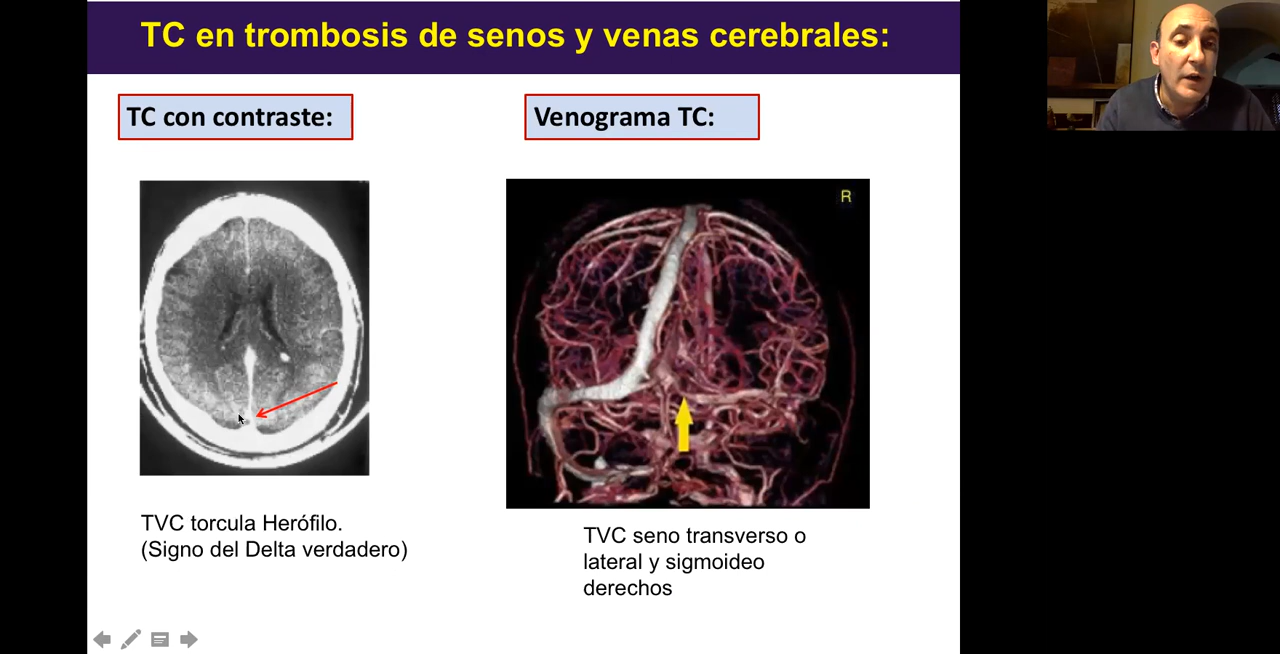 TC en trombosis de senos y venas cerebrales:
TC con contraste:
Venograma TC:
R
TVC torcula Herófilo.
(Signo del Delta verdadero)
TVC seno transverso o
lateral y sigmoideo
derechos